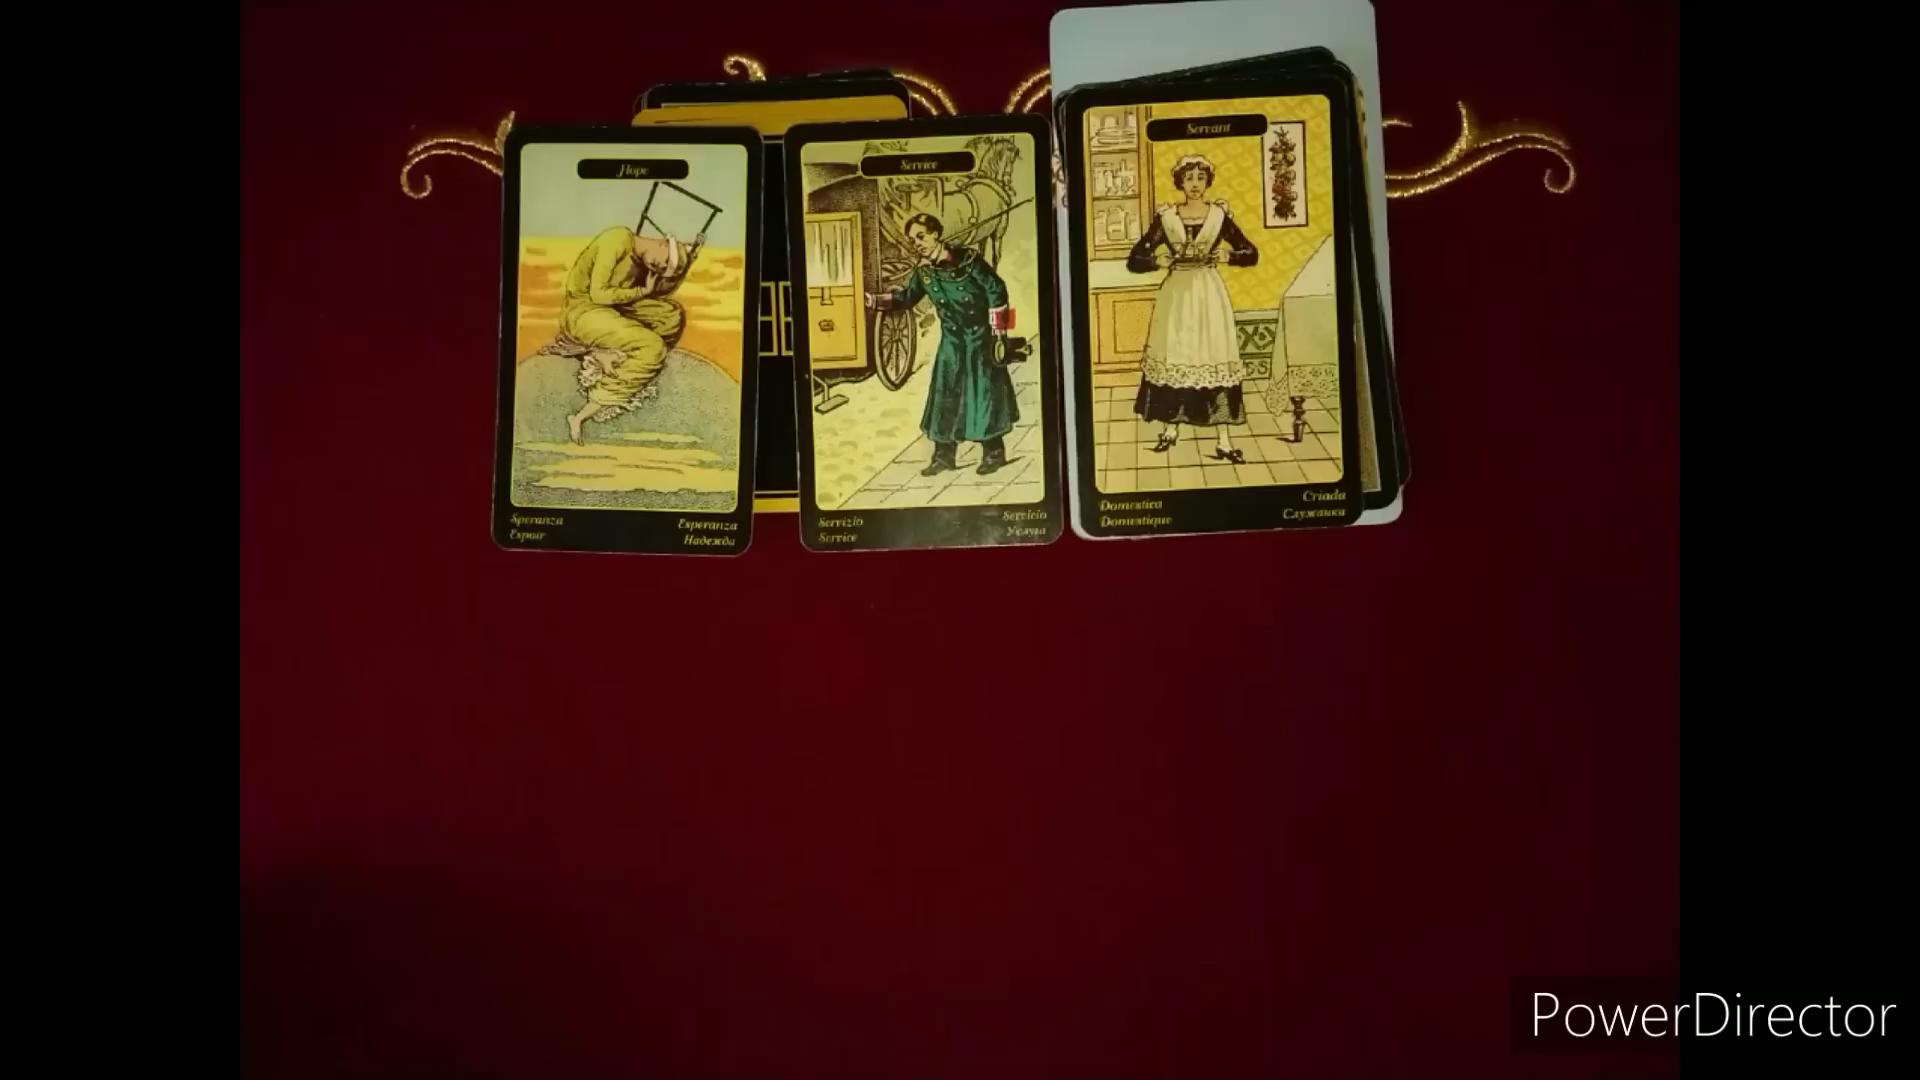 Hope
Speranza
Espoir
Esperanza
Надежда
Service
Servizio
Service
Servicio
Услуга
Servant
Domestica
Domestique
Criada
Служанка
PowerDirector